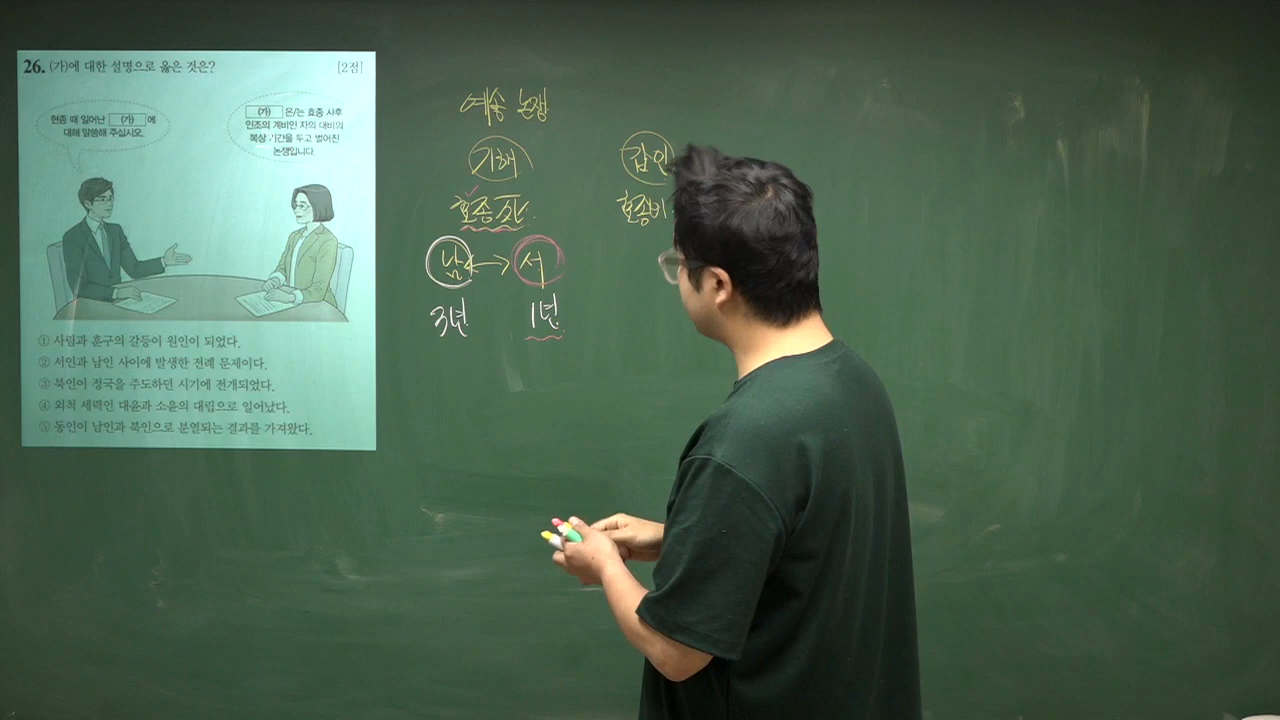 26. (가)에 대한 설명으로 옳은 것은? [2점]
현종 때 일어난 (가) 에
대해 말씀해 주십시오.
(가) 은/는 효종 사후
인조의 계비인 자의 대비의
복상 기간을 두고 벌어진
논쟁입니다.
① 사림과 훈구의 갈등이 원인이 되었다.
② 서인과 남인 사이에 발생한 전례 문제이다.
③ 북인이 정국을 주도하던 시기에 전개되었다.
④ 외척 세력인 대윤과 소윤의 대립으로 일어났다.
⑤ 동인이 남인과 북인으로 분열되는 결과를 가져왔다.
예송 논쟁
기해 갑인
효종 효종비
남 ↔ 서
3년 1년